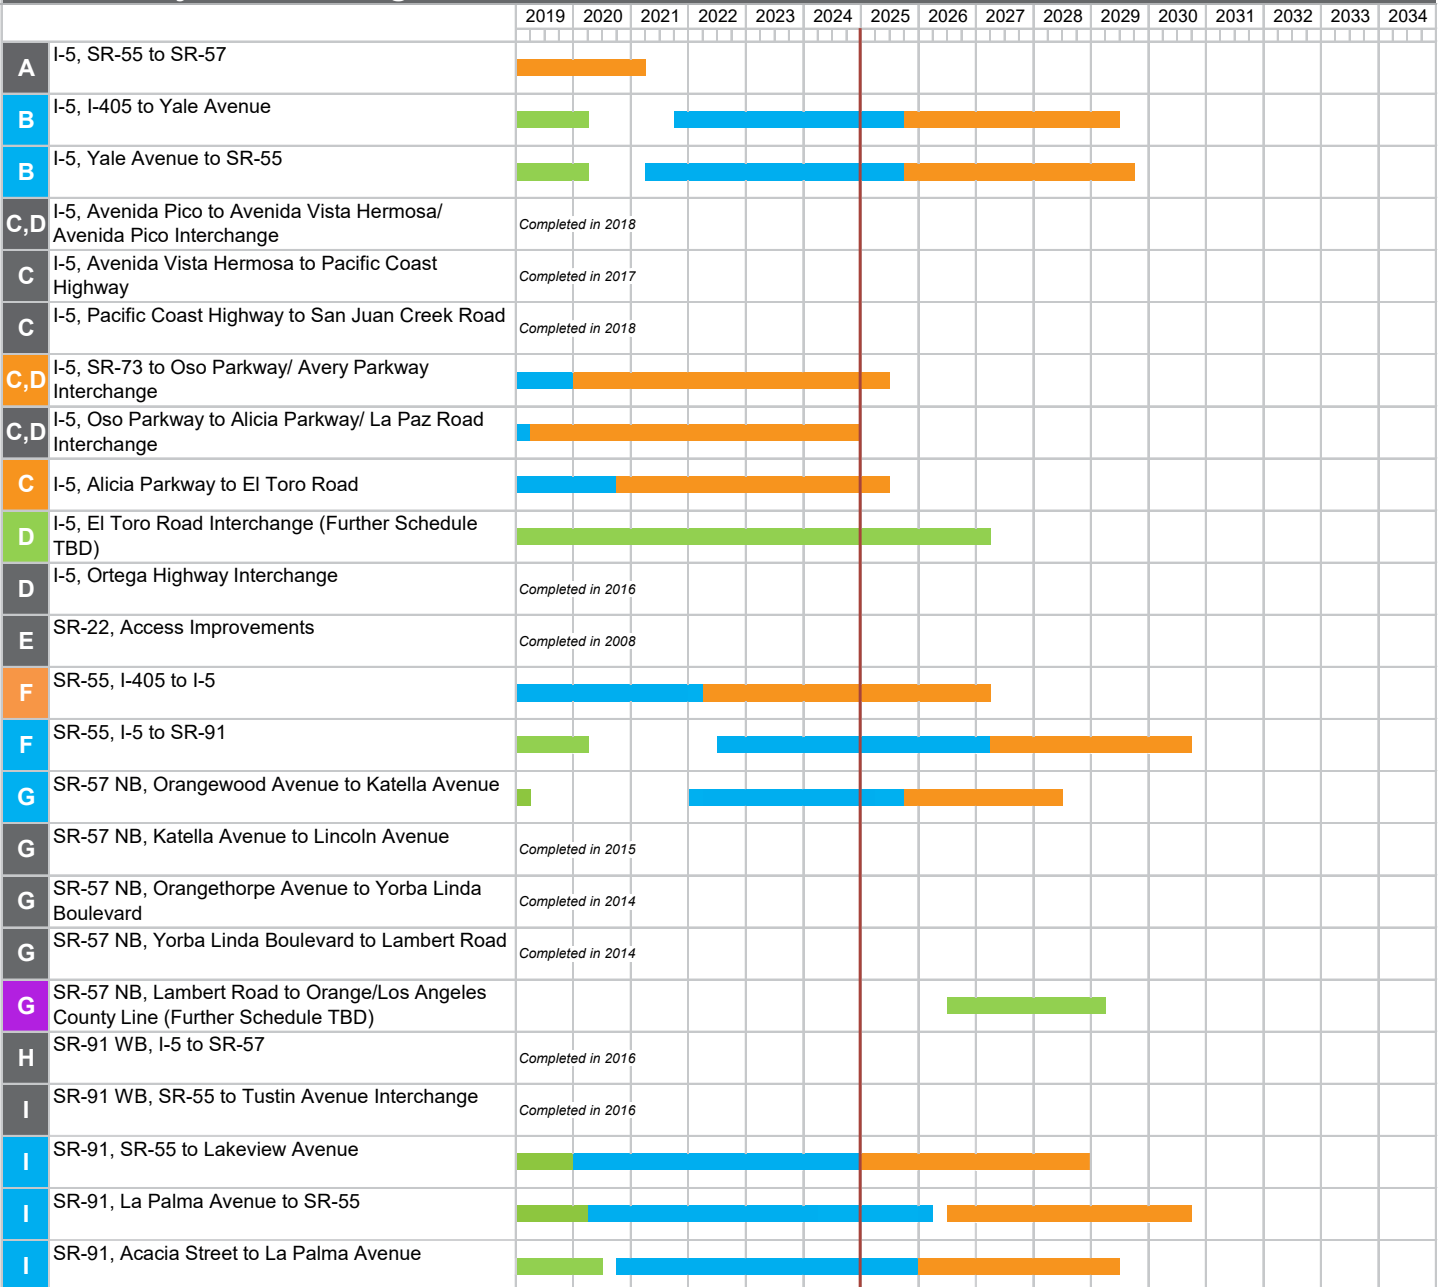 2019 2020 2021 2022 2023 2024 2025 2026 2027 2028 2029 2030 2031 2032 2033 2034
A I-5, SR-55 to SR-57
B I-5, I-405 to Yale Avenue
B I-5, Yale Avenue to SR-55
C,D I-5, Avenida Pico to Avenida Vista Hermosa/
Avenida Pico Interchange
Completed in 2018
C I-5, Avenida Vista Hermosa to Pacific Coast
Highway
Completed in 2017
C I-5, Pacific Coast Highway to San Juan Creek Road
Completed in 2018
C,D I-5, SR-73 to Oso Parkway/ Avery Parkway
Interchange
C,D I-5, Oso Parkway to Alicia Parkway/ La Paz Road
Interchange
C I-5, Alicia Parkway to El Toro Road
D I-5, El Toro Road Interchange (Further Schedule
TBD)
D I-5, Ortega Highway Interchange
Completed in 2016
E SR-22, Access Improvements
Completed in 2008
F SR-55, I-405 to I-5
F SR-55, I-5 to SR-91
G SR-57 NB, Orangewood Avenue to Katella Avenue
G SR-57 NB, Katella Avenue to Lincoln Avenue
Completed in 2015
G SR-57 NB, Orangethorpe Avenue to Yorba Linda
Boulevard
Completed in 2014
G SR-57 NB, Yorba Linda Boulevard to Lambert Road
Completed in 2014
G SR-57 NB, Lambert Road to Orange/Los Angeles
County Line (Further Schedule TBD)
H SR-91 WB, I-5 to SR-57
Completed in 2016
I SR-91 WB, SR-55 to Tustin Avenue Interchange
Completed in 2016
I SR-91, SR-55 to Lakeview Avenue
I SR-91, La Palma Avenue to SR-55
I SR-91, Acacia Street to La Palma Avenue